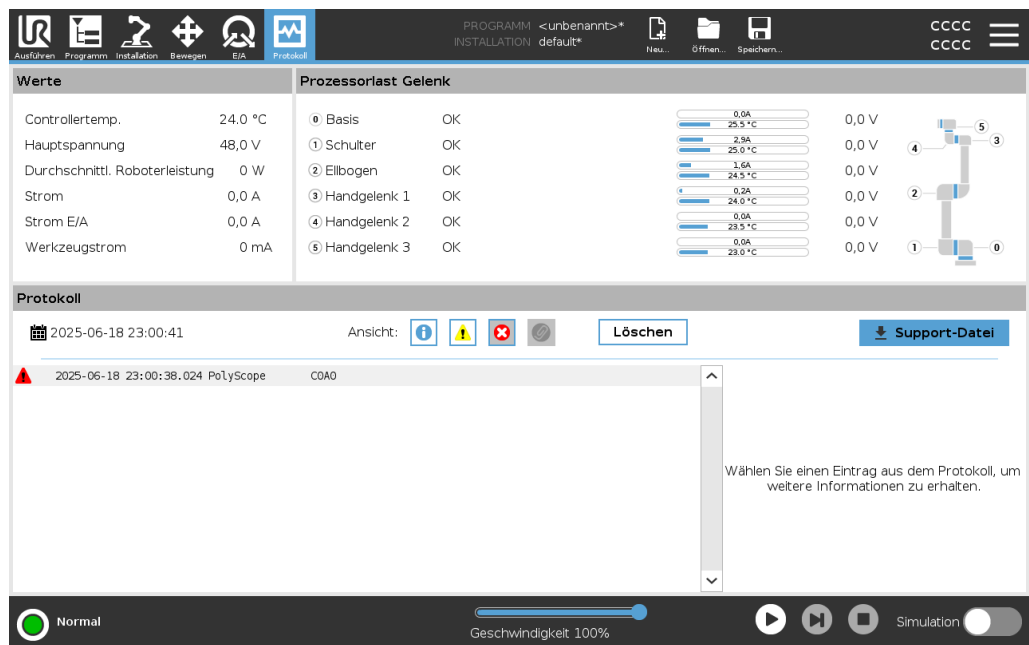 PROGRAMM <unbenannt>*
INSTALLATION default*
CCCC
CCCC
Ausführen Programm Installation Bewegen E/A Protokoll Neu... Öffnen... Speichern...
Werte
Controllertemp. 24.0 °C
Hauptspannung 48,0 V
Durchschnittl. Roboterleistung 0 W
Strom 0,0 A
Strom E/A 0,0 A
Werkzeugstrom 0 mA
Prozessorlast Gelenk
0 Basis OK 0,0A 25.5 °C 0,0 V
1 Schulter OK 2,9A 25.0 °C 0,0 V
2 Ellbogen OK 1,6A 24.5 °C 0,0 V
3 Handgelenk 1 OK 0,2A 24.0 °C 0,0 V
4 Handgelenk 2 OK 0,0A 23.5 °C 0,0 V
5 Handgelenk 3 OK 0,0A 23.0 °C 0,0 V
5
3
4
2
1 0
Protokoll
2025-06-18 23:00:41 Ansicht: Löschen Support-Datei
2025-06-18 23:00:38.024 PolyScope C0A0
Wählen Sie einen Eintrag aus dem Protokoll, um
weitere Informationen zu erhalten.
Normal
Geschwindigkeit 100%
Simulation